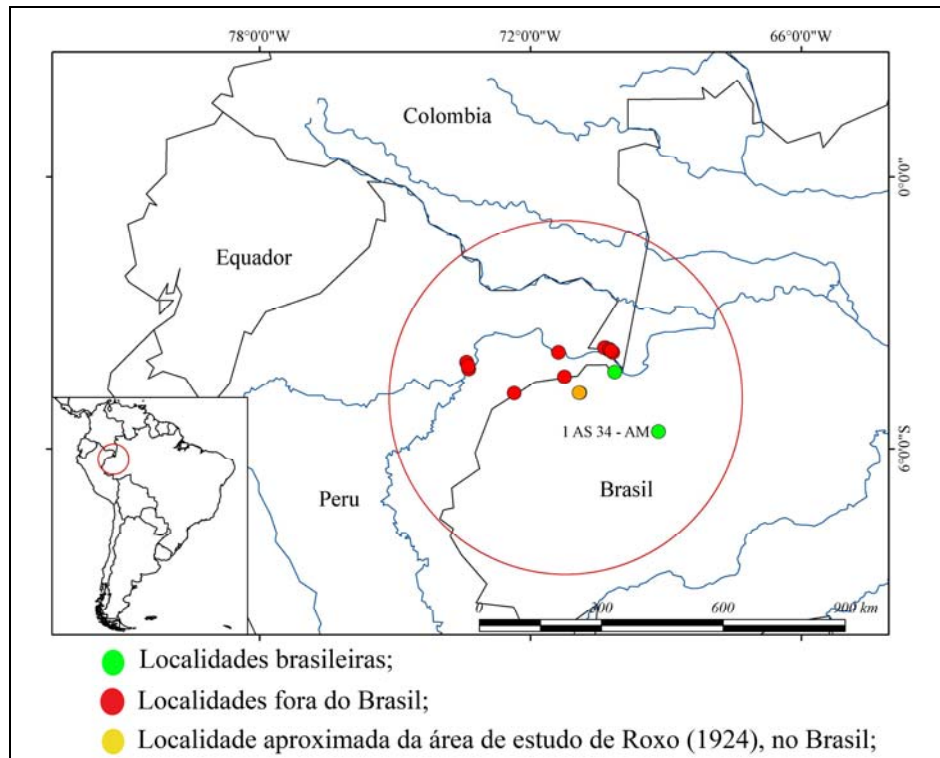 78°0'0"W 72°0'0"W 66°0'0"W
Colombia
0°0'0"
Equador
1 AS 34 - AM
6°0'0"S
Brasil
Peru
0 300 600 900 km
Localidades brasileiras;
Localidades fora do Brasil;
Localidade aproximada da área de estudo de Roxo (1924), no Brasil;